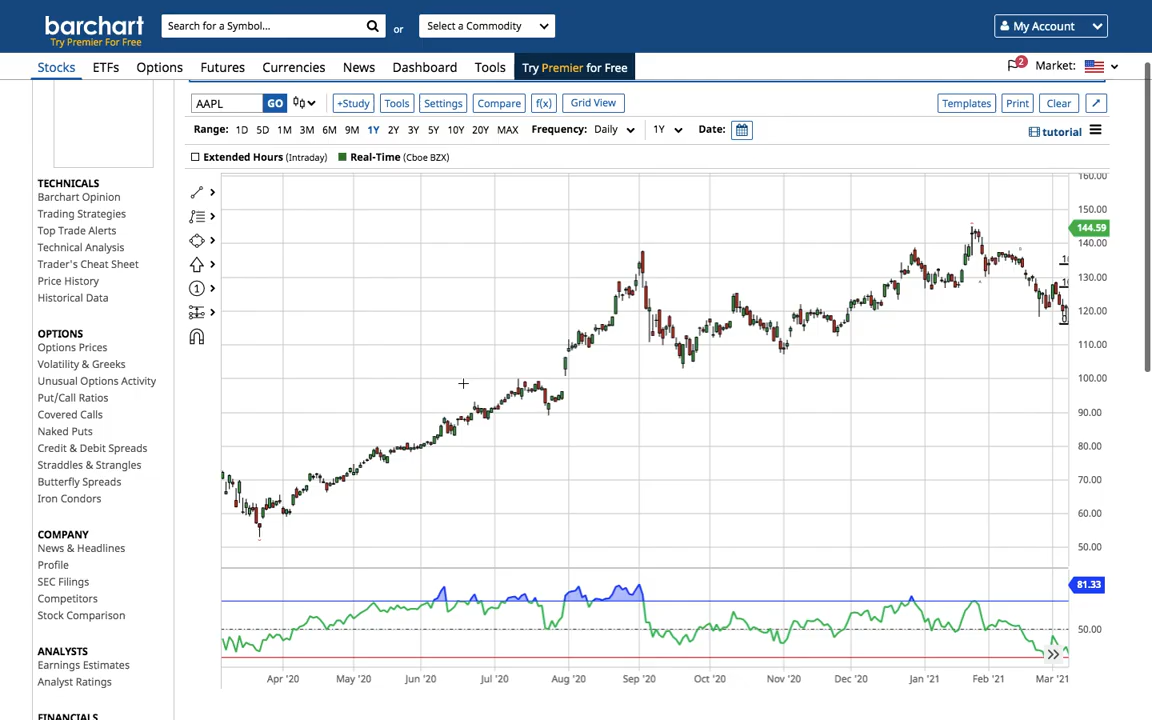 barchart
Try Premier For Free
Search for a Symbol...
or
Select a Commodity
My Account
Stocks ETFs Options Futures Currencies News Dashboard Tools Try Premier for Free
2 Market:
AAPL GO +Study Tools Settings Compare f(x) Grid View Templates Print Clear
Range: 1D 5D 1M 3M 6M 9M 1Y 2Y 3Y 5Y 10Y 20Y MAX Frequency: Daily 1Y Date: tutorial
Extended Hours (Intraday) Real-Time (Cboe BZX)
TECHNICALS
Barchart Opinion
Trading Strategies
Top Trade Alerts
Technical Analysis
Trader's Cheat Sheet
Price History
Historical Data
OPTIONS
Options Prices
Volatility & Greeks
Unusual Options Activity
Put/Call Ratios
Covered Calls
Naked Puts
Credit & Debit Spreads
Straddles & Strangles
Butterfly Spreads
Iron Condors
COMPANY
News & Headlines
Profile
SEC Filings
Competitors
Stock Comparison
ANALYSTS
Earnings Estimates
Analyst Ratings
FINANCIALS
1
160.00
150.00
144.59
140.00
130.00
120.00
110.00
100.00
90.00
80.00
70.00
60.00
50.00
81.33
50.00
Apr '20 May '20 Jun '20 Jul '20 Aug '20 Sep '20 Oct '20 Nov '20 Dec '20 Jan '21 Feb '21 Mar '21